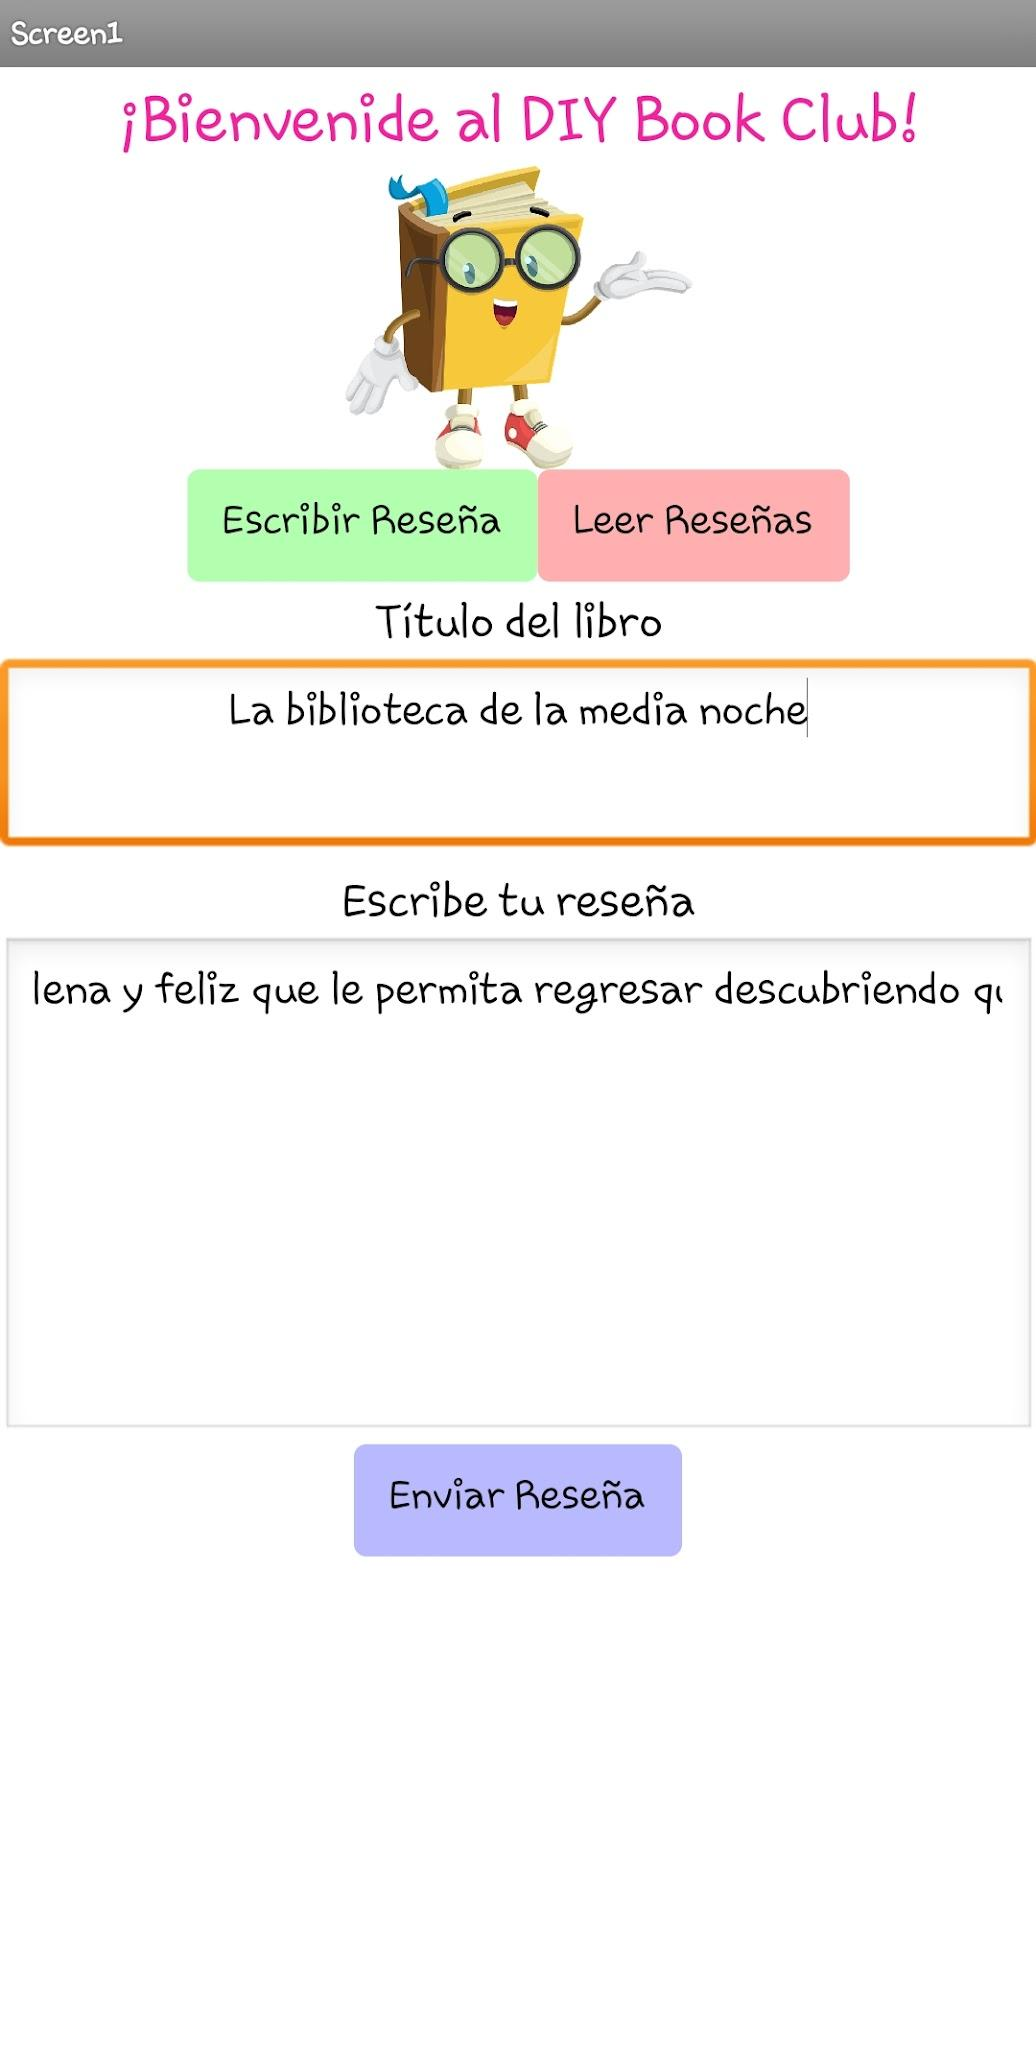 Screen1
¡Bienvenide al DIY Book Club!
Escribir Reseña
Leer Reseñas
Título del libro
La biblioteca de la media noche
Escribe tu reseña
lena y feliz que le permita regresar descubriendo
Enviar Reseña